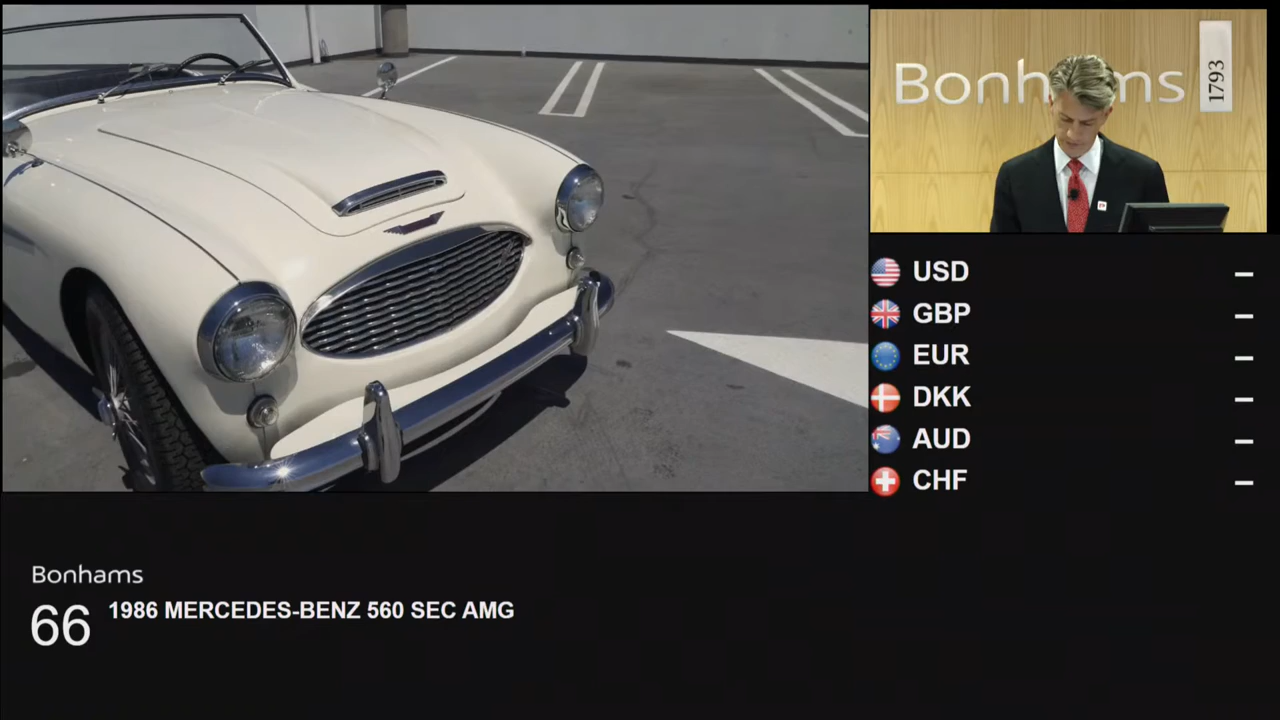 Bonhams
1793
USD –
GBP –
EUR –
DKK –
AUD –
CHF –
Bonhams
66
1986 MERCEDES-BENZ 560 SEC AMG